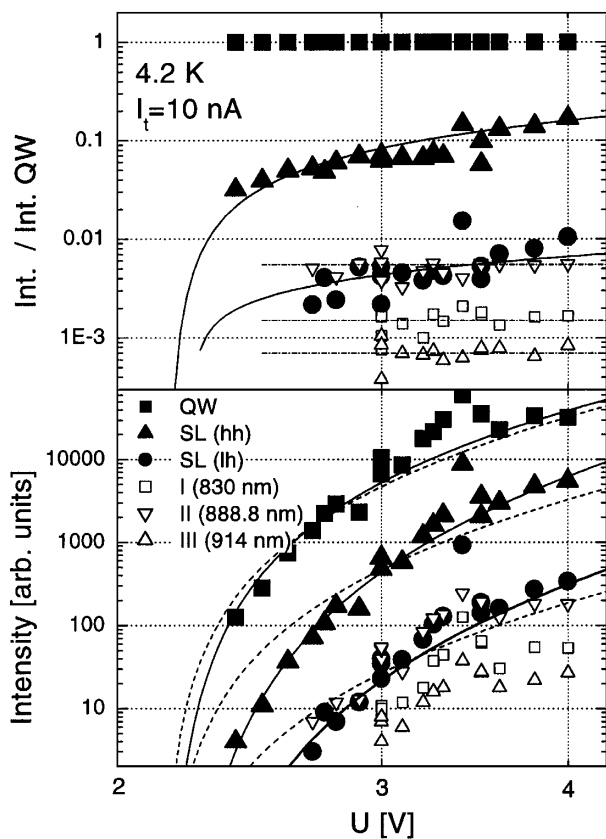 1
0.1
0.01
1E-3
Int. / Int. QW
4.2 K
I_t=10 nA
10000
1000
100
10
Intensity [arb. units]
QW
SL (hh)
SL (lh)
I (830 nm)
II (888.8 nm)
III (914 nm)
2 3 4
U [V]